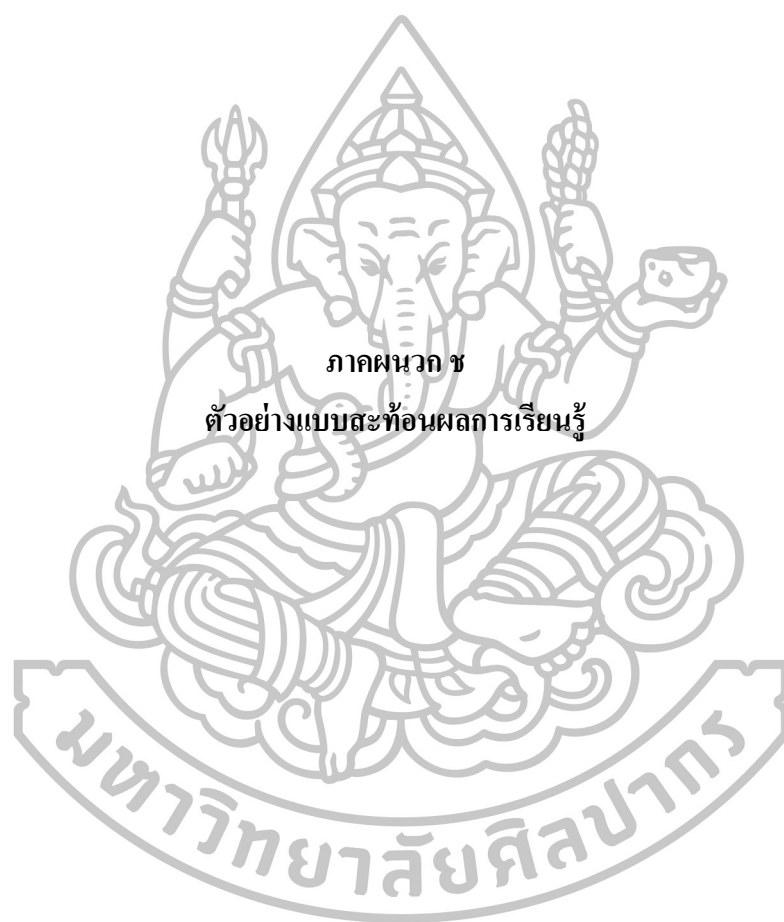 ภาคผนวก ช
ตัวอย่างแบบสะท้อนผลการเรียนรู้
มหาวิทยาลัยศิลปากร